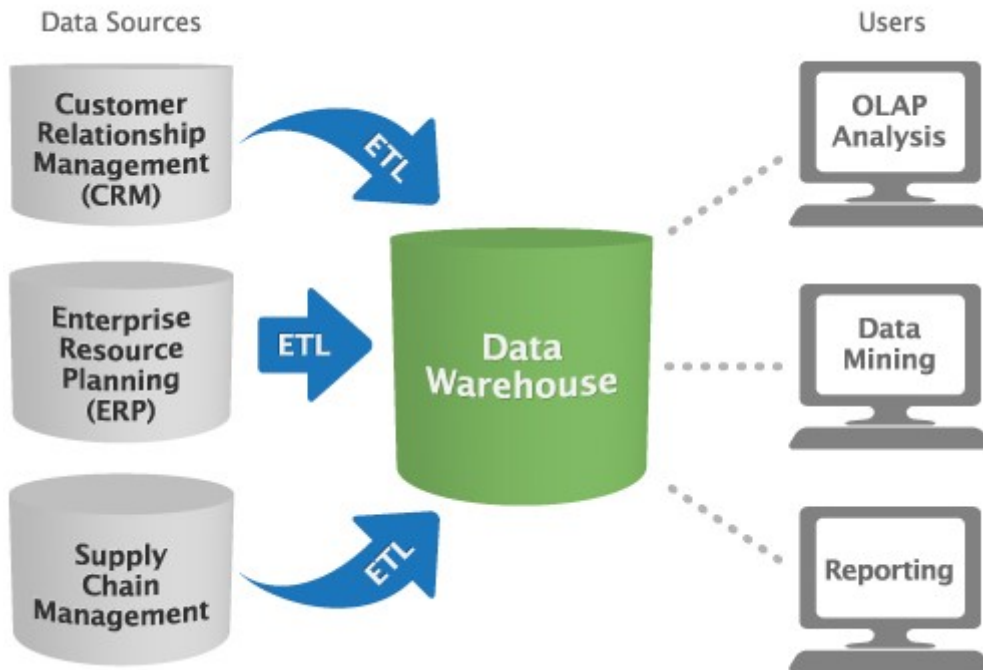 Data Sources
Users
Customer
Relationship
Management
(CRM)
ETL
OLAP
Analysis
Enterprise
Resource
Planning
(ERP)
ETL
Data
Warehouse
Data
Mining
Supply
Chain
Management
ETL
Reporting